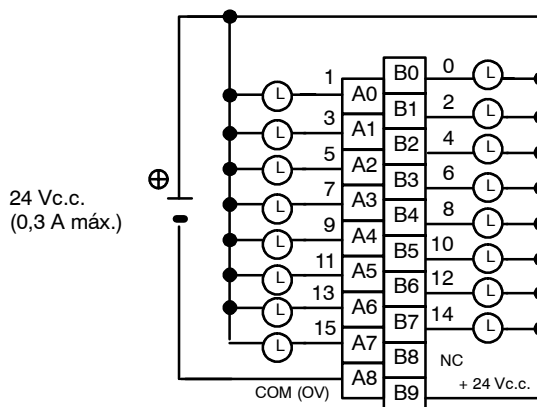 1 B0 0 L
L A0 B1 2 L
3 A1 B2 4 L
L 5 A2 B3 6 L
L 7 A3 B4 8 L
L 9 A4 B5 10 L
L 11 A5 B6 12 L
L 13 A6 B7 14 L
L 15 A7 B8 NC
L A8 B9 + 24 Vc.c.
COM (OV)
⊕
24 Vc.c.
(0,3 A máx.)